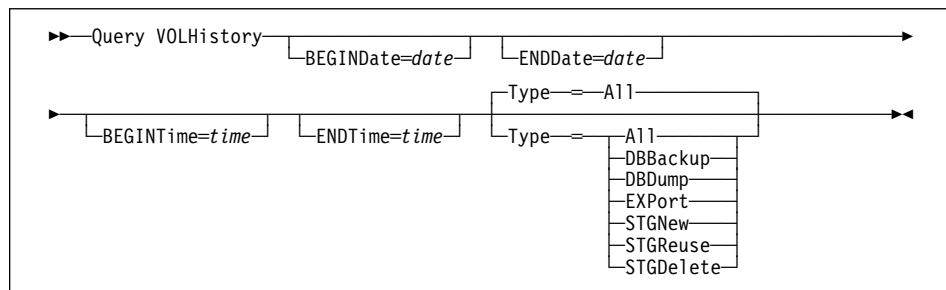 Query VOLHistory
BEGINDate=date ENDDate=date
Type = All
BEGINTime=time ENDTime=time Type = All
DBBackup
DBDump
EXPort
STGNew
STGReuse
STGDelete